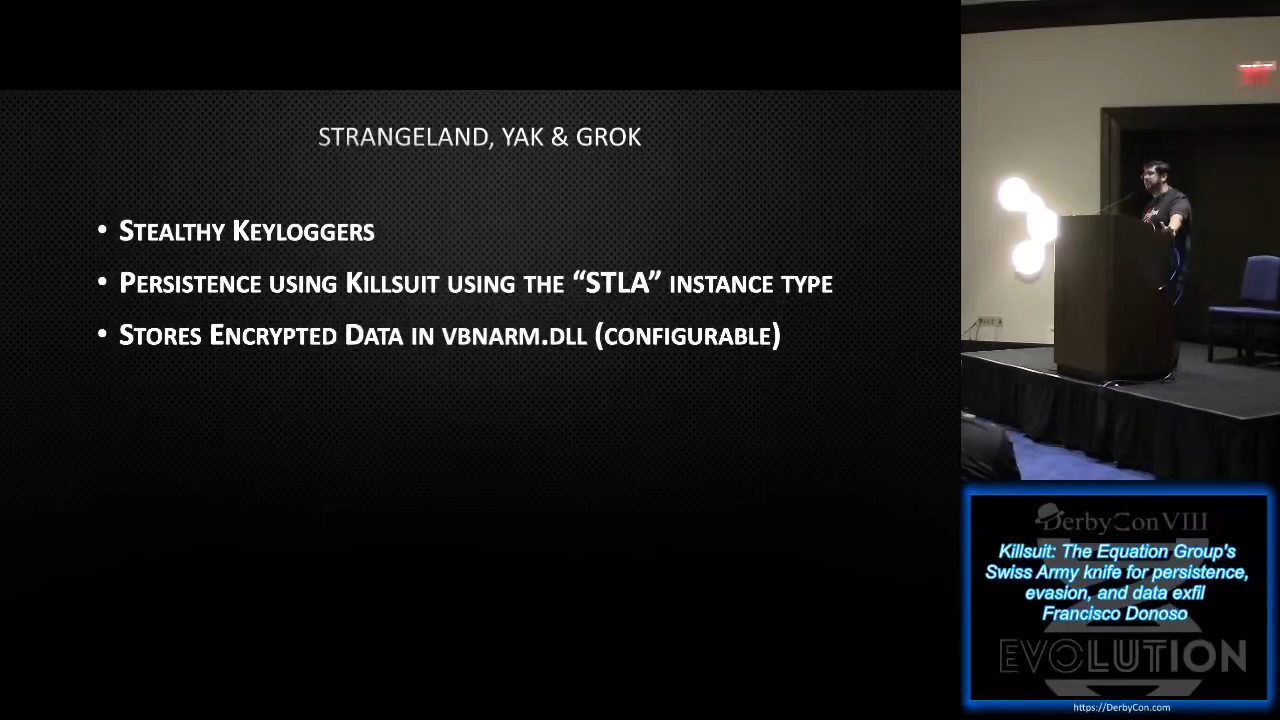 STRANGELAND, YAK & GROK
• STEALTHY KEYLOGGERS
• PERSISTENCE USING KILLSUIT USING THE “STLA” INSTANCE TYPE
• STORES ENCRYPTED DATA IN VBNARM.DLL (CONFIGURABLE)
DerbyCon VIII
Killsuit: The Equation Group's
Swiss Army knife for persistence,
evasion, and data exfil
Francisco Donoso
EVOLUTION
https://DerbyCon.com